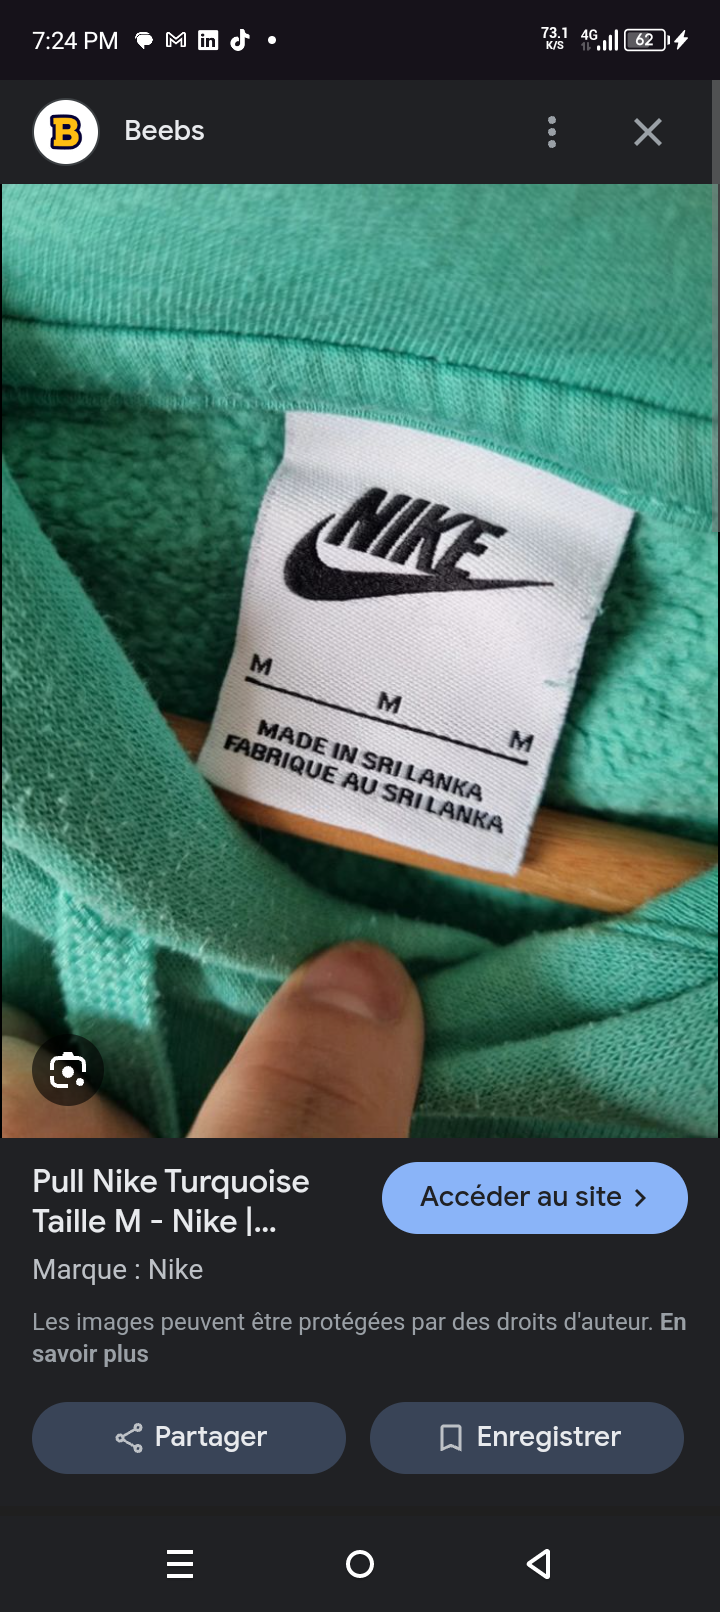 7:24 PM
73.1
K/S
4G
62
B
Beebs
NIKE
M
M
M
MADE IN SRI LANKA
FABRIQUE AU SRI LANKA
Pull Nike Turquoise
Taille M - Nike |...
Accéder au site
Marque : Nike
Les images peuvent être protégées par des droits d'auteur. En
savoir plus
Partager
Enregistrer